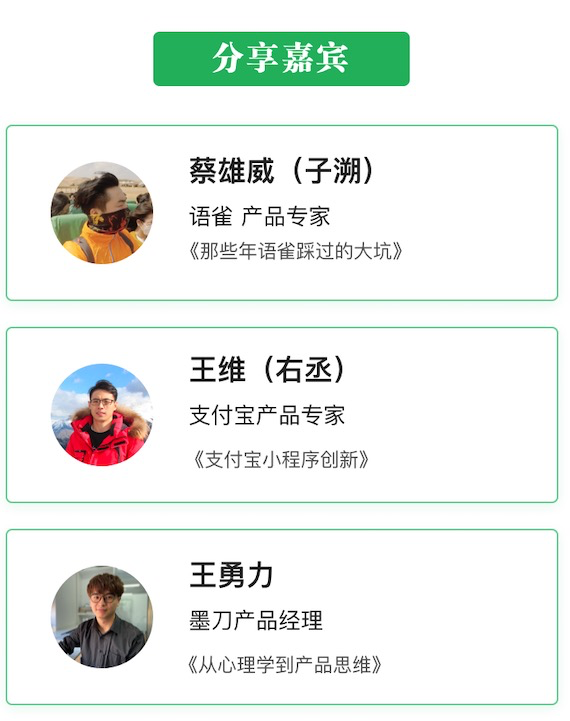 分享嘉宾
蔡雄威（子溯）
语雀 产品专家
《那些年语雀踩过的大坑》
王维（右丞）
支付宝产品专家
《支付宝小程序创新》
王勇力
墨刀产品经理
《从心理学到产品思维》